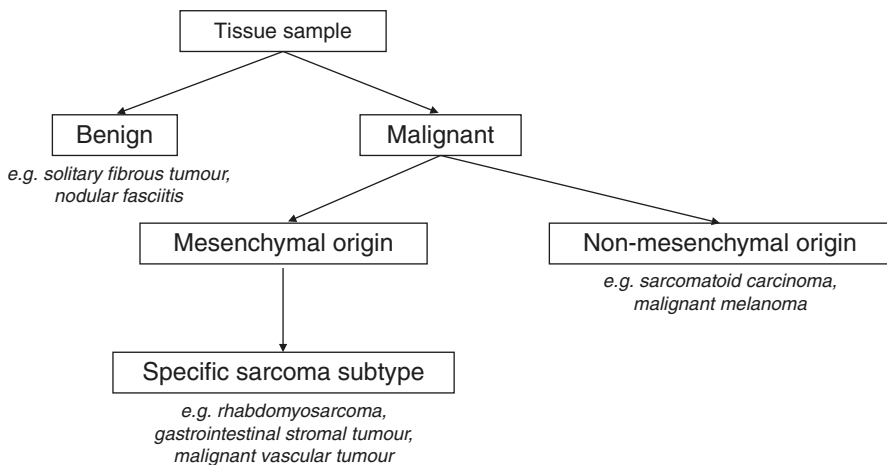 Tissue sample
Benign
e.g. solitary fibrous tumour,
nodular fasciitis
Malignant
Mesenchymal origin
Non-mesenchymal origin
e.g. sarcomatoid carcinoma,
malignant melanoma
Specific sarcoma subtype
e.g. rhabdomyosarcoma,
gastrointestinal stromal tumour,
malignant vascular tumour